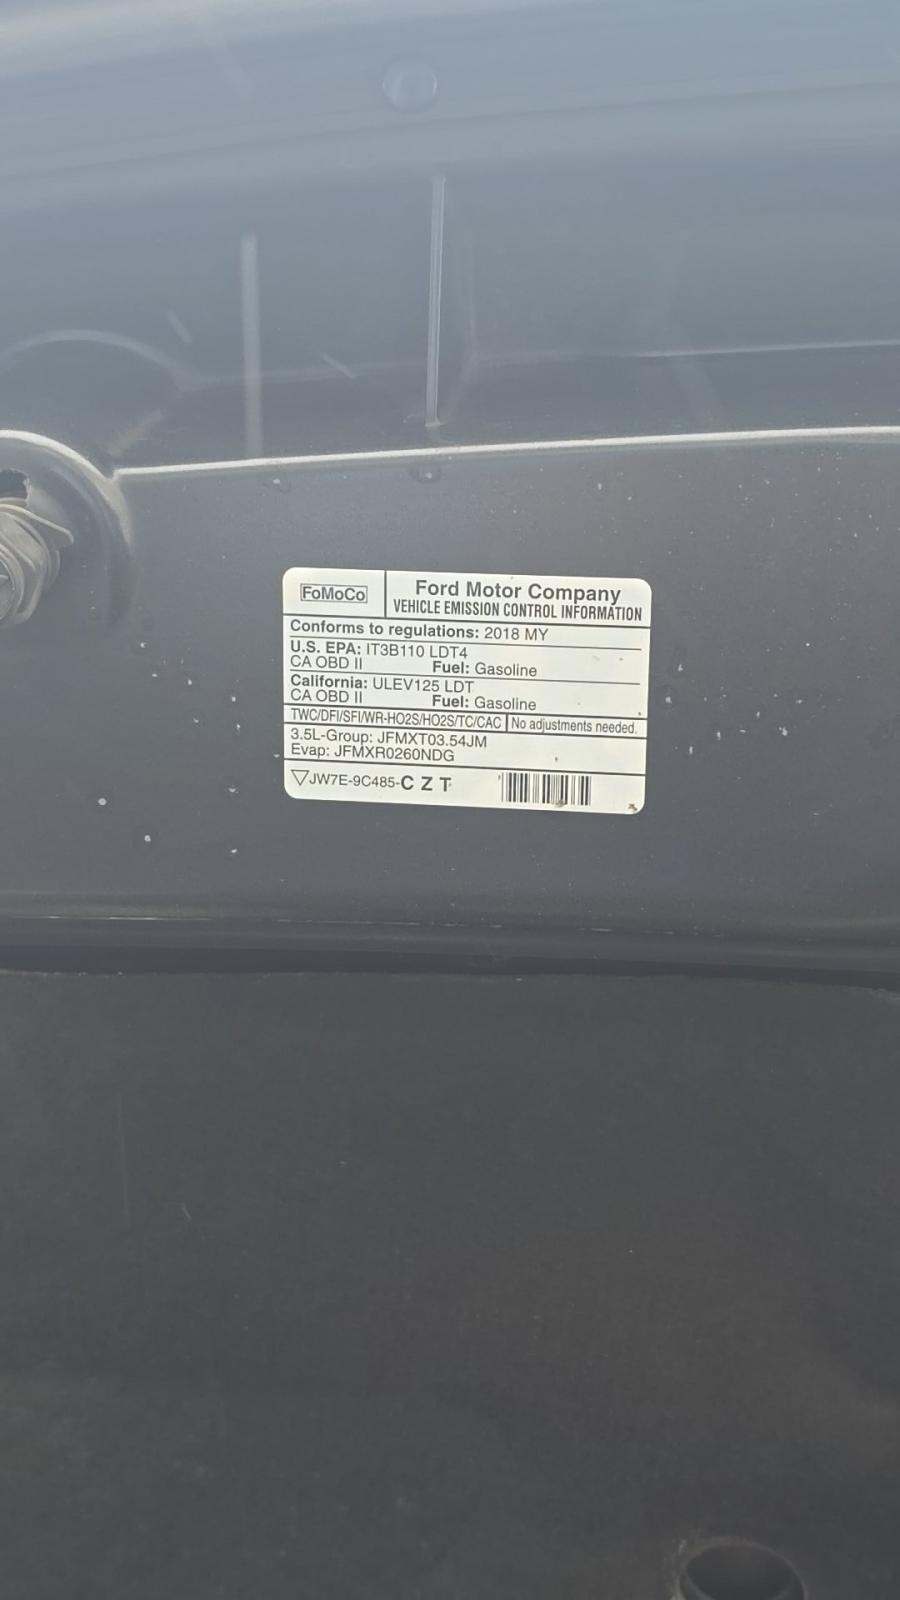 FoMoCo
Ford Motor Company
VEHICLE EMISSION CONTROL INFORMATION
Conforms to regulations: 2018 MY
U.S. EPA: IT3B110 LDT4
CA OBD II Fuel: Gasoline
California: ULEV125 LDT
CA OBD II Fuel: Gasoline
TWC/DFI/SFI/WR-HO2S/HO2S/TC/CAC No adjustments needed.
3.5L-Group: JFMXT03.54JM
Evap: JFMXR0260NDG
JW7E-9C485-C Z T